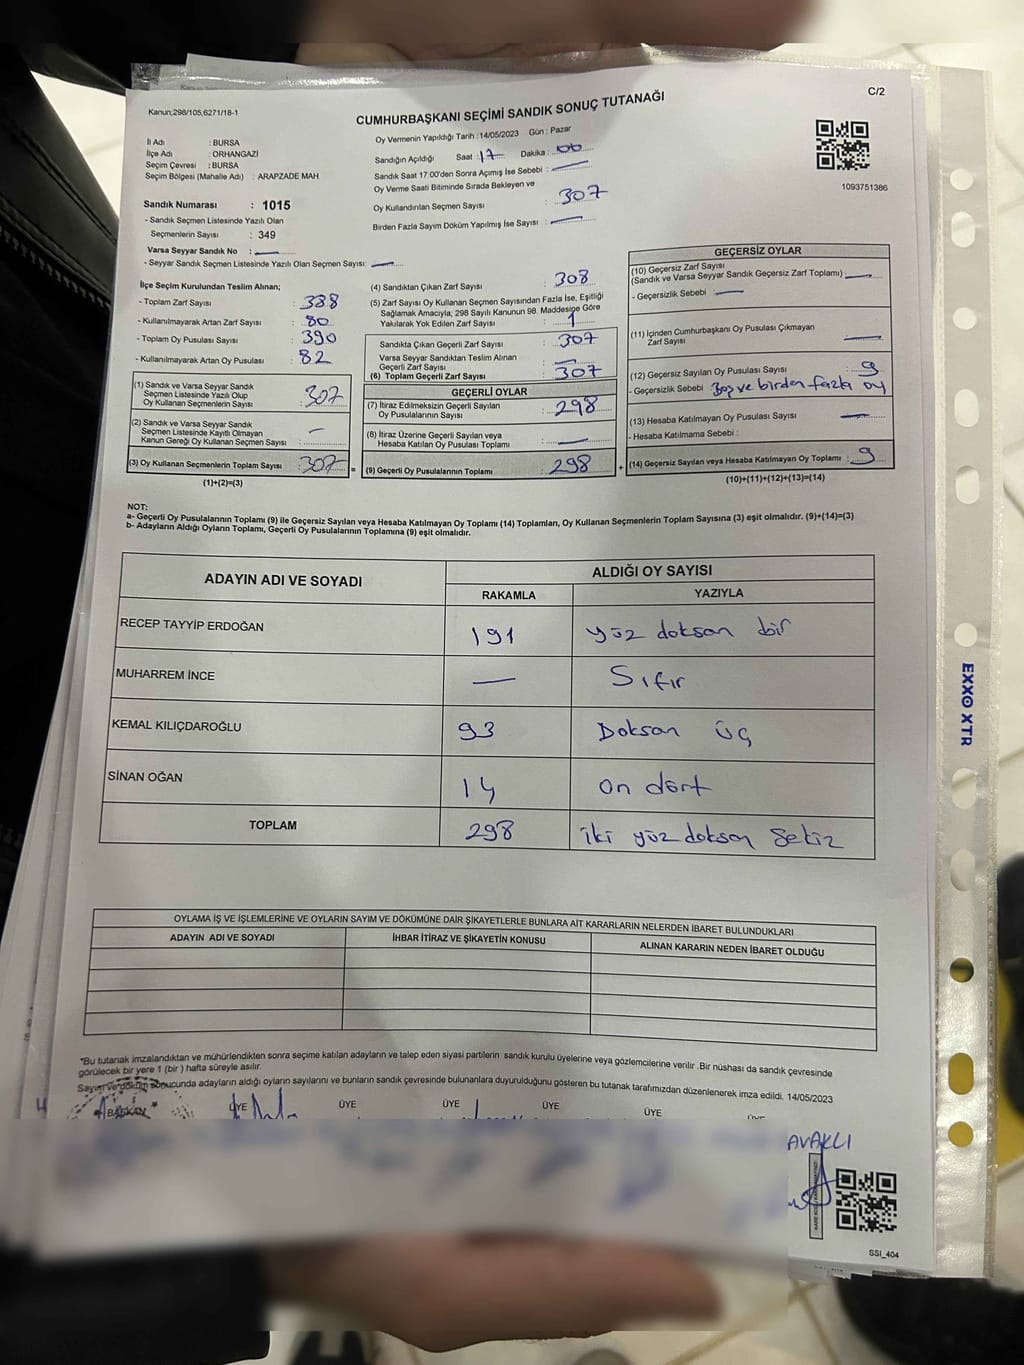 C/2
Kanun;298/105,6271/18-1
CUMHURBAŞKANI SEÇİMİ SANDIK SONUÇ TUTANAĞI
İl Adı : BURSA
İlçe Adı : ORHANGAZİ
Seçim Çevresi : BURSA
Seçim Bölgesi (Mahalle Adı) : ARAPZADE MAH.
Sandık Numarası : 1015
- Sandık Seçmen Listesinde Yazılı Olan
Seçmenlerin Sayısı : 349
Varsa Seyyar Sandık No : —
- Seyyar Sandık Seçmen Listesinde Yazılı Olan Seçmen Sayısı: —
Oy Vermenin Yapıldığı Tarih : 14/05/2023 Gün : Pazar
Sandığın Açıldığı Saat : 17 Dakika : 00
Sandık Saat 17:00'den Sonra Açımış İse Sebebi : —
Oy Verme Saati Bitiminde Sırada Bekleyen ve
Oy Kullandırılan Seçmen Sayısı : 307
Birden Fazla Sayım Döküm Yapılmış İse Sayısı : —
1093751386
İlçe Seçim Kurulundan Teslim Alınan;
- Toplam Zarf Sayısı : 388
- Kullanılmayarak Artan Zarf Sayısı : 80
- Toplam Oy Pusulası Sayısı : 390
- Kullanılmayarak Artan Oy Pusulası : 82
(1) Sandık ve Varsa Seyyar Sandık
Seçmen Listesinde Yazılı Olup
Oy Kullanan Seçmenlerin Sayısı : 307
(2) Sandık ve Varsa Seyyar Sandık
Seçmen Listesinde Kayıtlı Olmayan
Kanun Gereği Oy Kullanan Seçmen Sayısı : —
(3) Oy Kullanan Seçmenlerin Toplam Sayısı : 307 =
(1)+(2)=(3)
(4) Sandıktan Çıkan Zarf Sayısı : 308
(5) Zarf Sayısı Oy Kullanan Seçmen Sayısından Fazla İse, Eşitliği
Sağlamak Amacıyla; 298 Sayılı Kanunun 98. Maddesine Göre
Yakılarak Yok Edilen Zarf Sayısı : 1
Sandıkta Çıkan Geçerli Zarf Sayısı : 307
Varsa Seyyar Sandıktan Teslim Alınan
Geçerli Zarf Sayısı : —
(6) Toplam Geçerli Zarf Sayısı : 307
GEÇERLİ OYLAR
(7) İtiraz Edilmeksizin Geçerli Sayılan
Oy Pusulalarının Sayısı : 298
(8) İtiraz Üzerine Geçerli Sayılan veya
Hesaba Katılan Oy Pusulası Toplamı : —
(9) Geçerli Oy Pusulalarının Toplamı : 298 +
GEÇERSİZ OYLAR
(10) Geçersiz Zarf Sayısı
(Sandık ve Varsa Seyyar Sandık Geçersiz Zarf Toplamı) —
- Geçersizlik Sebebi : —
(11) İçinden Cumhurbaşkanı Oy Pusulası Çıkmayan
Zarf Sayısı —
(12) Geçersiz Sayılan Oy Pusulası Sayısı : 9
- Geçersizlik Sebebi : Boş ve birden fazla oy
(13) Hesaba Katılmayan Oy Pusulası Sayısı : —
- Hesaba Katılmama Sebebi :
(14) Geçersiz Sayılan veya Hesaba Katılmayan Oy Toplamı : 9
(10)+(11)+(12)+(13)=(14)
NOT:
a- Geçerli Oy Pusulalarının Toplamı (9) ile Geçersiz Sayılan veya Hesaba Katılmayan Oy Toplamı (14) Toplamları, Oy Kullanan Seçmenlerin Toplam Sayısına (3) eşit olmalıdır. (9)+(14)=(3)
b- Adayların Aldığı Oyların Toplamı, Geçerli Oy Pusulalarının Toplamına (9) eşit olmalıdır.
ADAYIN ADI VE SOYADI
ALDIĞI OY SAYISI
RAKAMLA YAZIYLA
RECEP TAYYİP ERDOĞAN 191 yüz doksan bir
MUHARREM İNCE — Sıfır
KEMAL KILIÇDAROĞLU 93 Doksan üç
SİNAN OĞAN 14 on dört
TOPLAM 298 iki yüz doksan sekiz
OYLAMA İŞ VE İŞLEMLERİNE VE OYLARIN SAYIM VE DÖKÜMÜNE DAİR ŞİKAYETLERLE BUNLARA AİT KARARLARIN NELERDEN İBARET BULUNDUKLARI
ADAYIN ADI VE SOYADI İHBAR İTİRAZ VE ŞİKAYETİN KONUSU ALINAN KARARIN NEDEN İBARET OLDUĞU
*Bu tutanak imzalandıktan ve mühürlendikten sonra seçime katılan adayların ve talep eden siyasi partilerin sandık kurulu üyelerine veya gözlemcilerine verilir .Bir nüshası da sandık çevresinde
görülecek bir yere 1 (bir ) hafta süreyle asılır.
Sayım ve döküm sonucunda adayların aldığı oyların sayılarını ve bunların sandık çevresinde bulunanlara duyurulduğunu gösteren bu tutanak tarafımızdan düzenlenerek imza edildi. 14/05/2023
BAŞKAN ÜYE ÜYE ÜYE ÜYE ÜYE ÜYE
AVAKLI
SSI_404
EXXO XTR